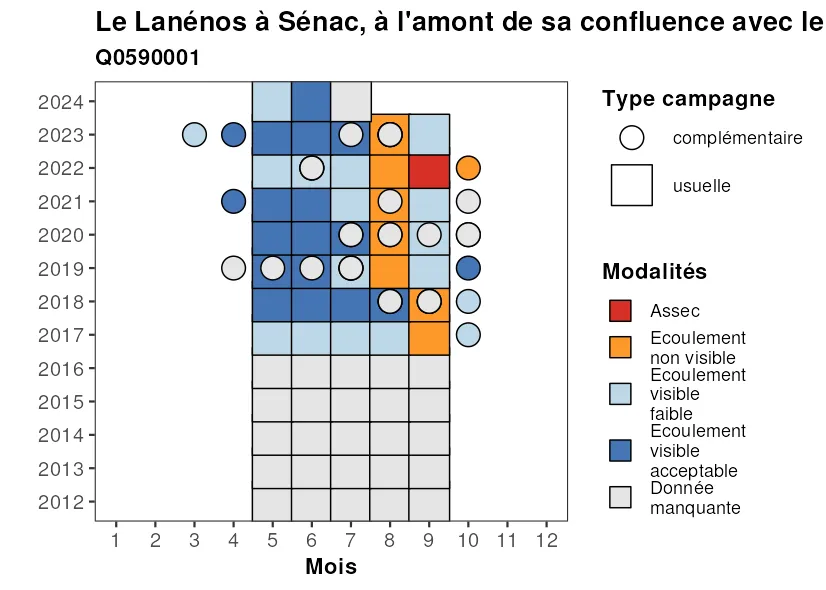 Le Lanénos à Sénac, à l'amont de sa confluence avec le
Q0590001
2024
2023
2022
2021
2020
2019
2018
2017
2016
2015
2014
2013
2012
1 2 3 4 5 6 7 8 9 10 11 12
Mois
Type campagne
complémentaire
usuelle
Modalités
Assec
Ecoulement
non visible
Ecoulement
visible
faible
Ecoulement
visible
acceptable
Donnée
manquante